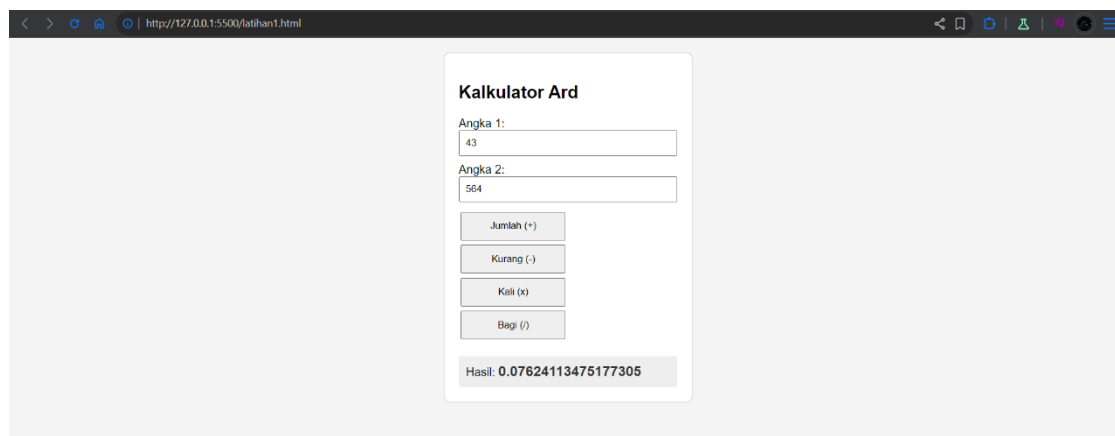 http://127.0.0.1:5500/latihan1.html
Kalkulator Ard
Angka 1:
43
Angka 2:
564
Jumlah (+)
Kurang (-)
Kali (x)
Bagi (/)
Hasil: 0.07624113475177305